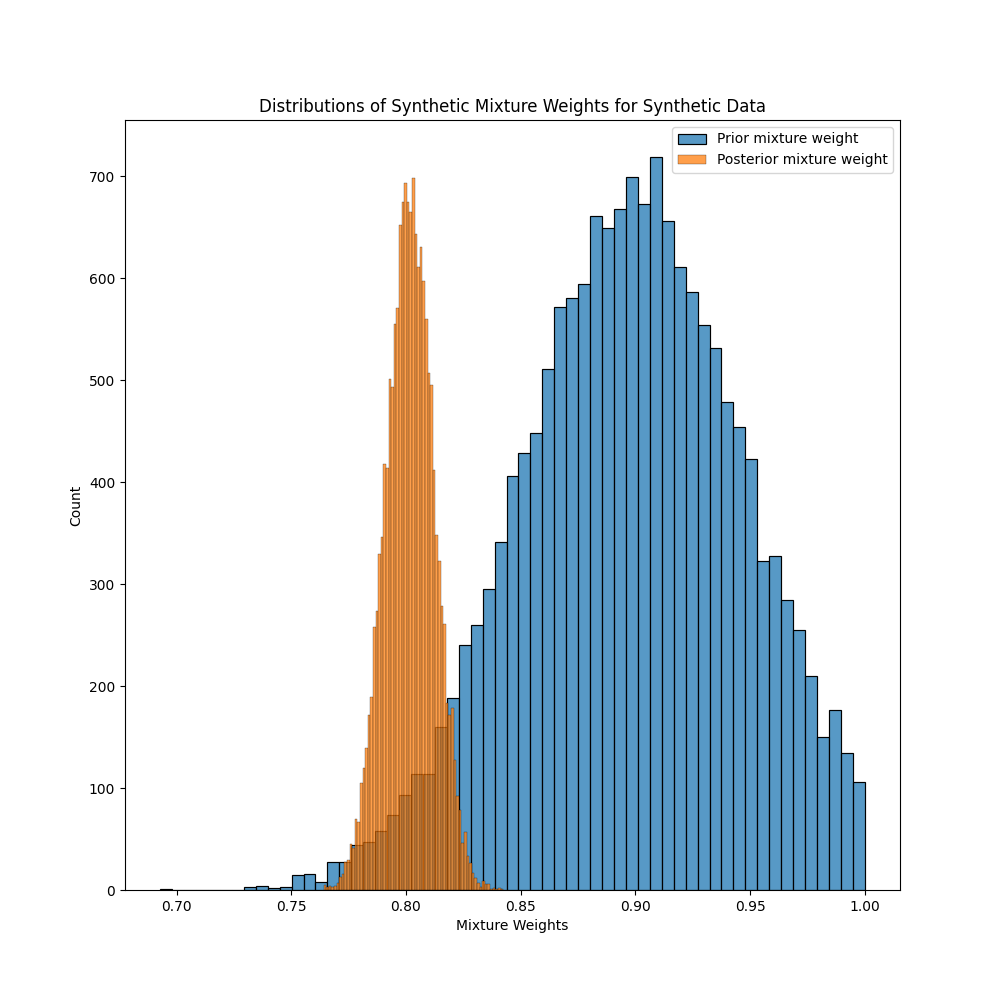 Distributions of Synthetic Mixture Weights for Synthetic Data
Prior mixture weight
Posterior mixture weight
700
600
500
400
300
200
100
0
Count
0.70 0.75 0.80 0.85 0.90 0.95 1.00
Mixture Weights